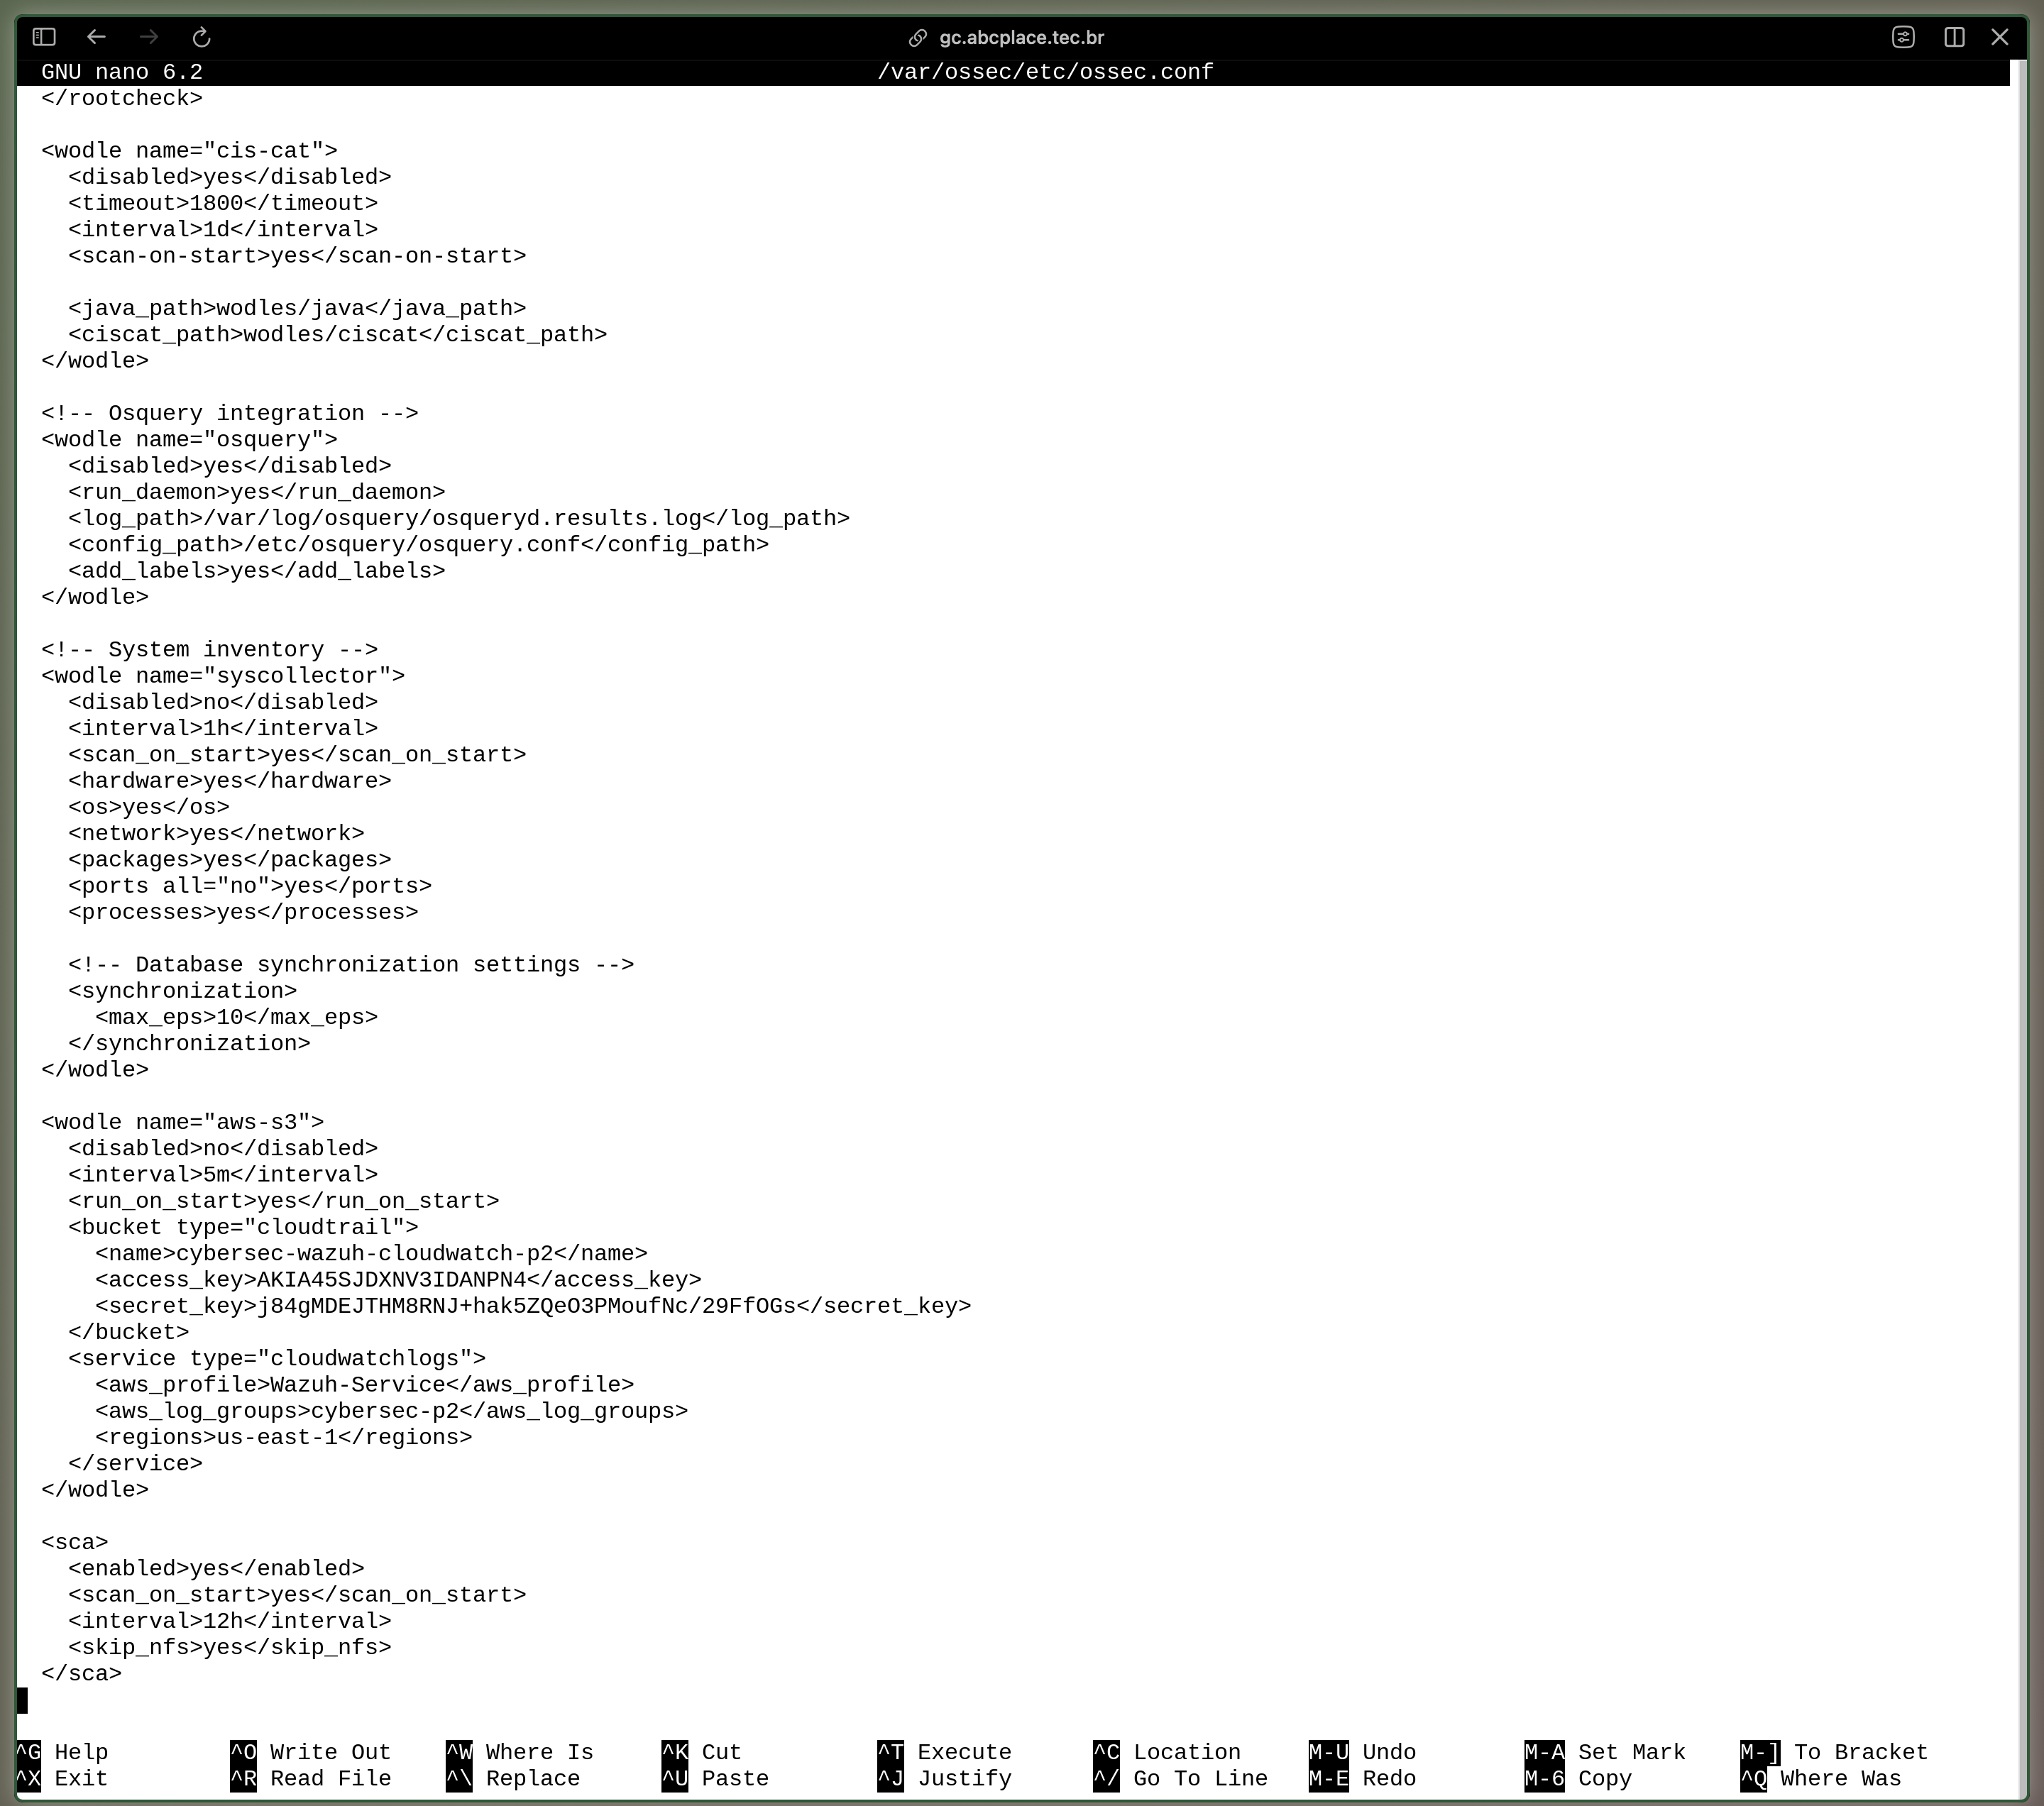 gc.abcplace.tec.br
GNU nano 6.2 /var/ossec/etc/ossec.conf
</rootcheck>

<wodle name="cis-cat">
  <disabled>yes</disabled>
  <timeout>1800</timeout>
  <interval>1d</interval>
  <scan-on-start>yes</scan-on-start>

  <java_path>wodles/java</java_path>
  <ciscat_path>wodles/ciscat</ciscat_path>
</wodle>

<!-- Osquery integration -->
<wodle name="osquery">
  <disabled>yes</disabled>
  <run_daemon>yes</run_daemon>
  <log_path>/var/log/osquery/osqueryd.results.log</log_path>
  <config_path>/etc/osquery/osquery.conf</config_path>
  <add_labels>yes</add_labels>
</wodle>

<!-- System inventory -->
<wodle name="syscollector">
  <disabled>no</disabled>
  <interval>1h</interval>
  <scan_on_start>yes</scan_on_start>
  <hardware>yes</hardware>
  <os>yes</os>
  <network>yes</network>
  <packages>yes</packages>
  <ports all="no">yes</ports>
  <processes>yes</processes>

  <!-- Database synchronization settings -->
  <synchronization>
    <max_eps>10</max_eps>
  </synchronization>
</wodle>

<wodle name="aws-s3">
  <disabled>no</disabled>
  <interval>5m</interval>
  <run_on_start>yes</run_on_start>
  <bucket type="cloudtrail">
    <name>cybersec-wazuh-cloudwatch-p2</name>
    <access_key>AKIA45SJDXNV3IDANPN4</access_key>
    <secret_key>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</secret_key>
  </bucket>
  <service type="cloudwatchlogs">
    <aws_profile>Wazuh-Service</aws_profile>
    <aws_log_groups>cybersec-p2</aws_log_groups>
    <regions>us-east-1</regions>
  </service>
</wodle>

<sca>
  <enabled>yes</enabled>
  <scan_on_start>yes</scan_on_start>
  <interval>12h</interval>
  <skip_nfs>yes</skip_nfs>
</sca>

^G Help ^O Write Out ^W Where Is ^K Cut ^T Execute ^C Location M-U Undo M-A Set Mark M-] To Bracket
^X Exit ^R Read File ^\ Replace ^U Paste ^J Justify ^/ Go To Line M-E Redo M-6 Copy ^Q Where Was